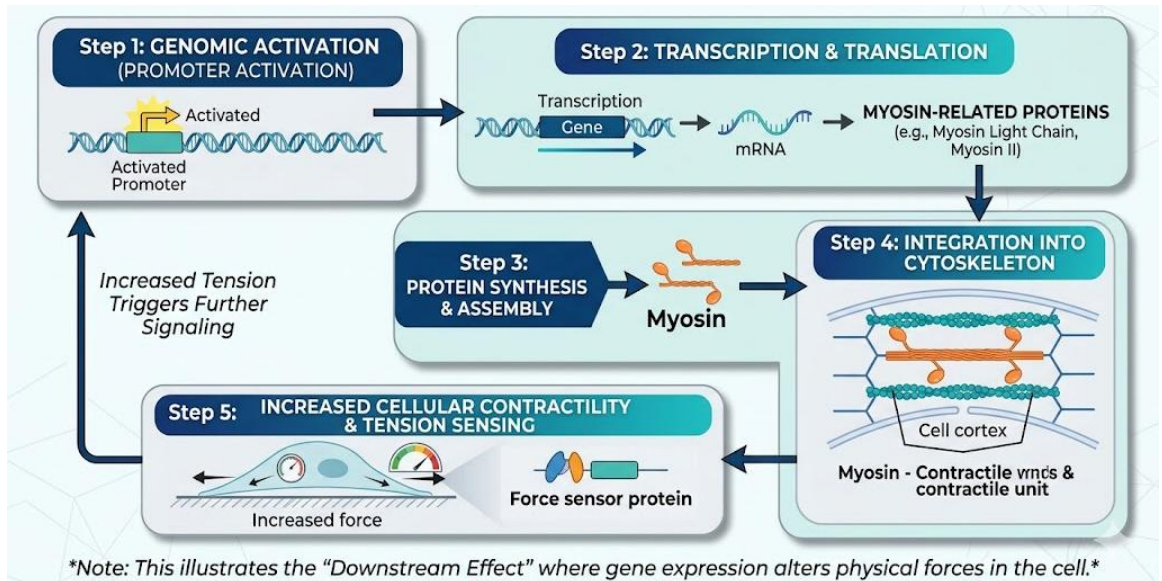 Step 1: GENOMIC ACTIVATION
(PROMOTER ACTIVATION)
Activated
Activated
Promoter
Step 2: TRANSCRIPTION & TRANSLATION
Transcription
Gene
mRNA
MYOSIN-RELATED PROTEINS
(e.g., Myosin Light Chain,
Myosin II)
Step 3:
PROTEIN SYNTHESIS
& ASSEMBLY
Myosin
Step 4: INTEGRATION INTO
CYTOSKELETON
Cell cortex
Myosin - Contractile &
contractile unit
Step 5: INCREASED CELLULAR CONTRACTILITY
& TENSION SENSING
Increased force
Force sensor protein
Increased Tension
Triggers Further
Signaling
*Note: This illustrates the “Downstream Effect” where gene expression alters physical forces in the cell.*